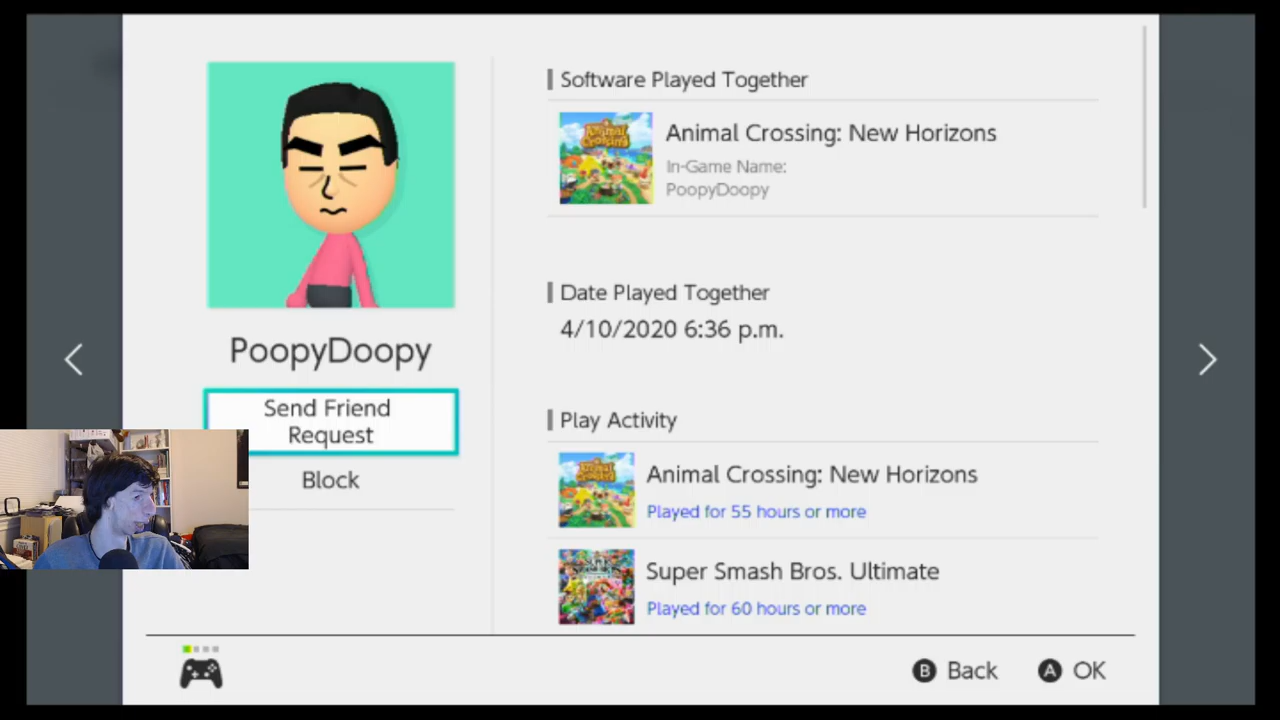 PoopyDoopy
Send Friend
Request
Block
Software Played Together
Animal Crossing: New Horizons
In-Game Name:
PoopyDoopy
Date Played Together
4/10/2020 6:36 p.m.
Play Activity
Animal Crossing: New Horizons
Played for 55 hours or more
Super Smash Bros. Ultimate
Played for 60 hours or more
B Back
A OK